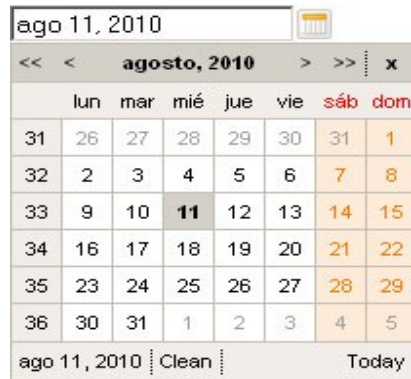 ago 11, 2010
<< < agosto, 2010 > >> x
lun mar mié jue vie sáb dom
31 26 27 28 29 30 31 1
32 2 3 4 5 6 7 8
33 9 10 11 12 13 14 15
34 16 17 18 19 20 21 22
35 23 24 25 26 27 28 29
36 30 31 1 2 3 4 5
ago 11, 2010 Clean Today